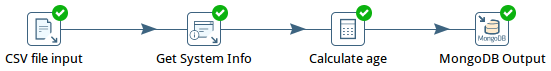 MongoDB
CSV file input
Get System Info
Calculate age
MongoDB Output